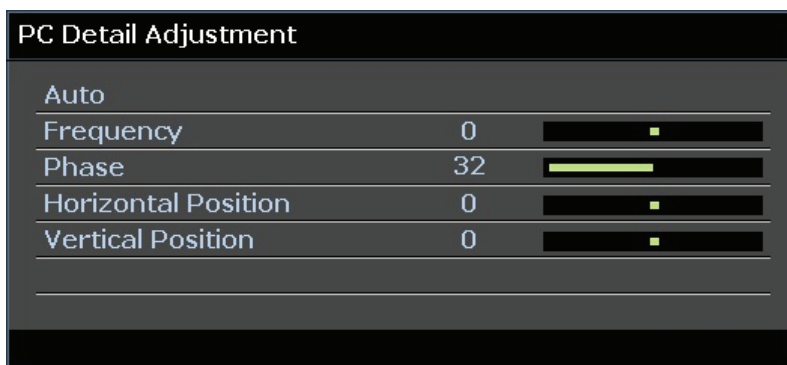 PC Detail Adjustment
Auto
Frequency 0
Phase 32
Horizontal Position 0
Vertical Position 0